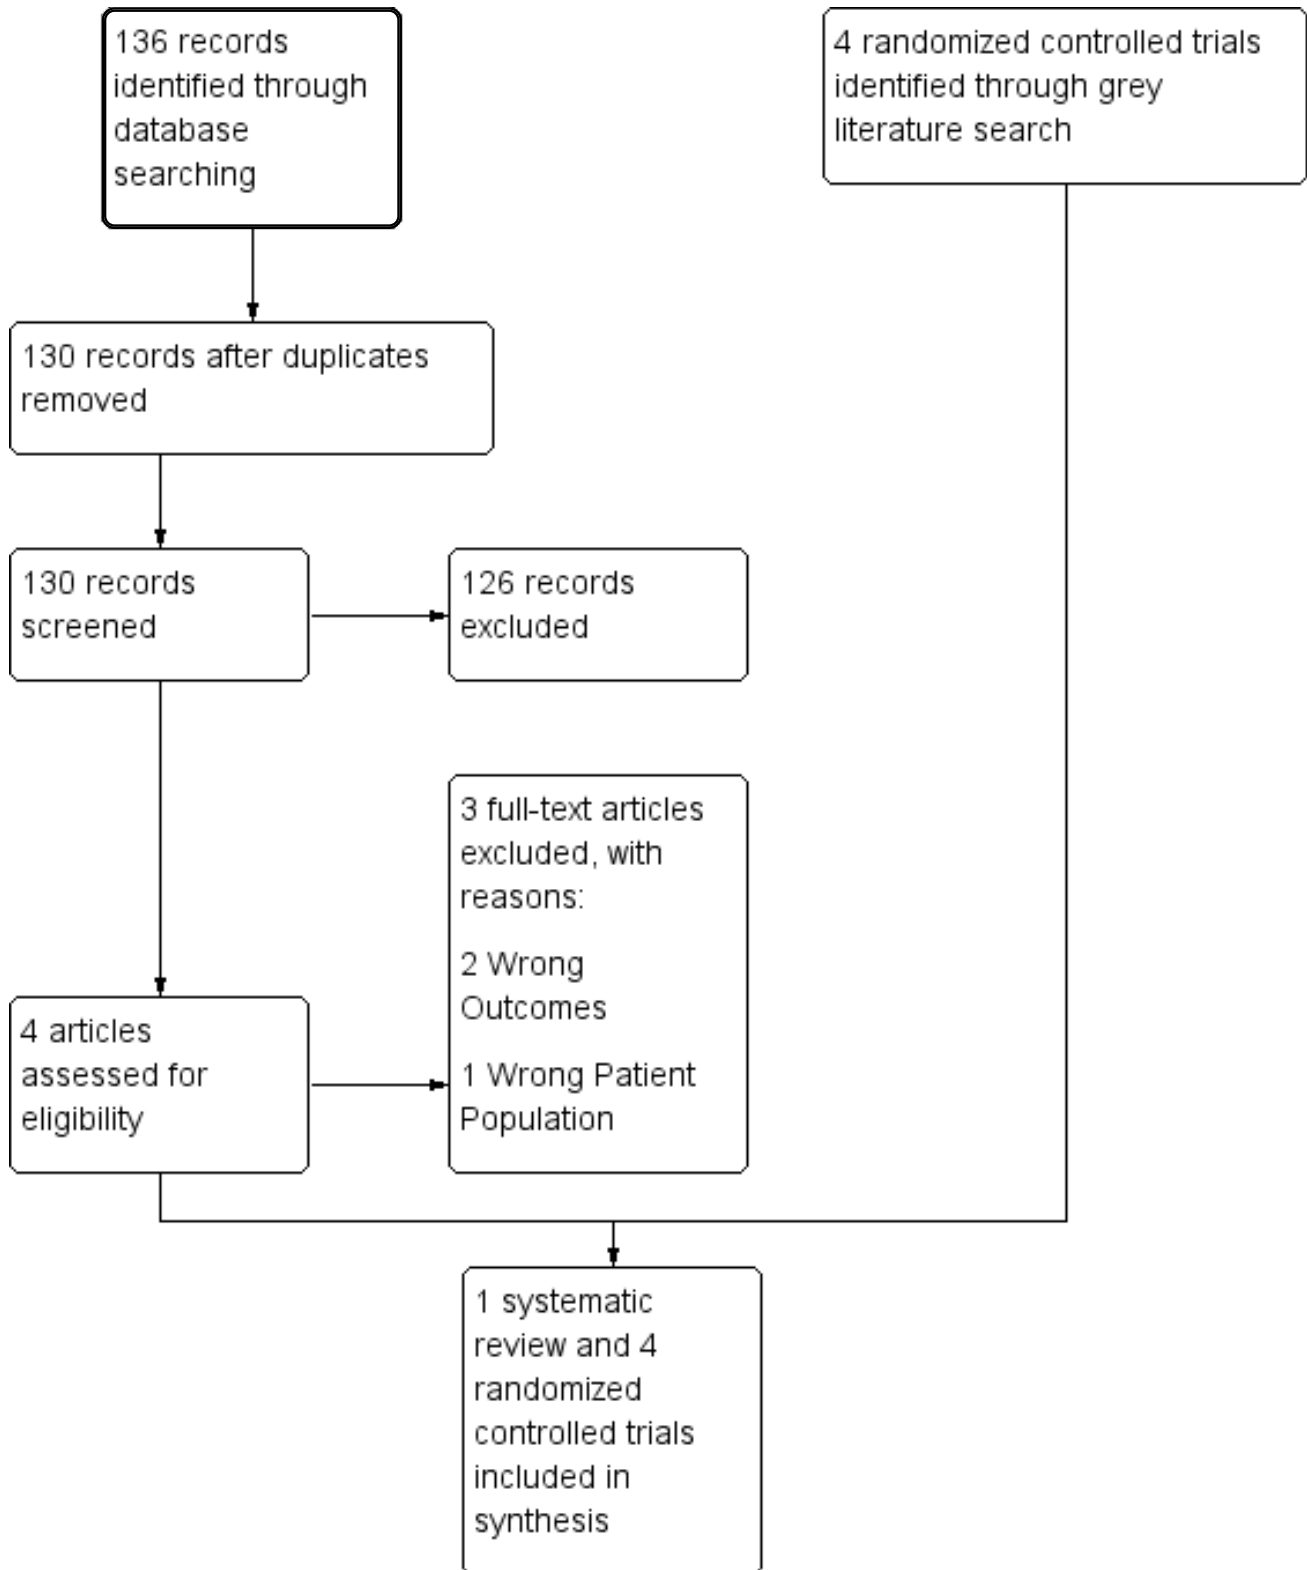 136 records
identified through
database
searching
4 randomized controlled trials
identified through grey
literature search
130 records after duplicates
removed
130 records
screened
126 records
excluded
3 full-text articles
excluded, with
reasons:
2 Wrong
Outcomes
1 Wrong Patient
Population
4 articles
assessed for
eligibility
1 systematic
review and 4
randomized
controlled trials
included in
synthesis